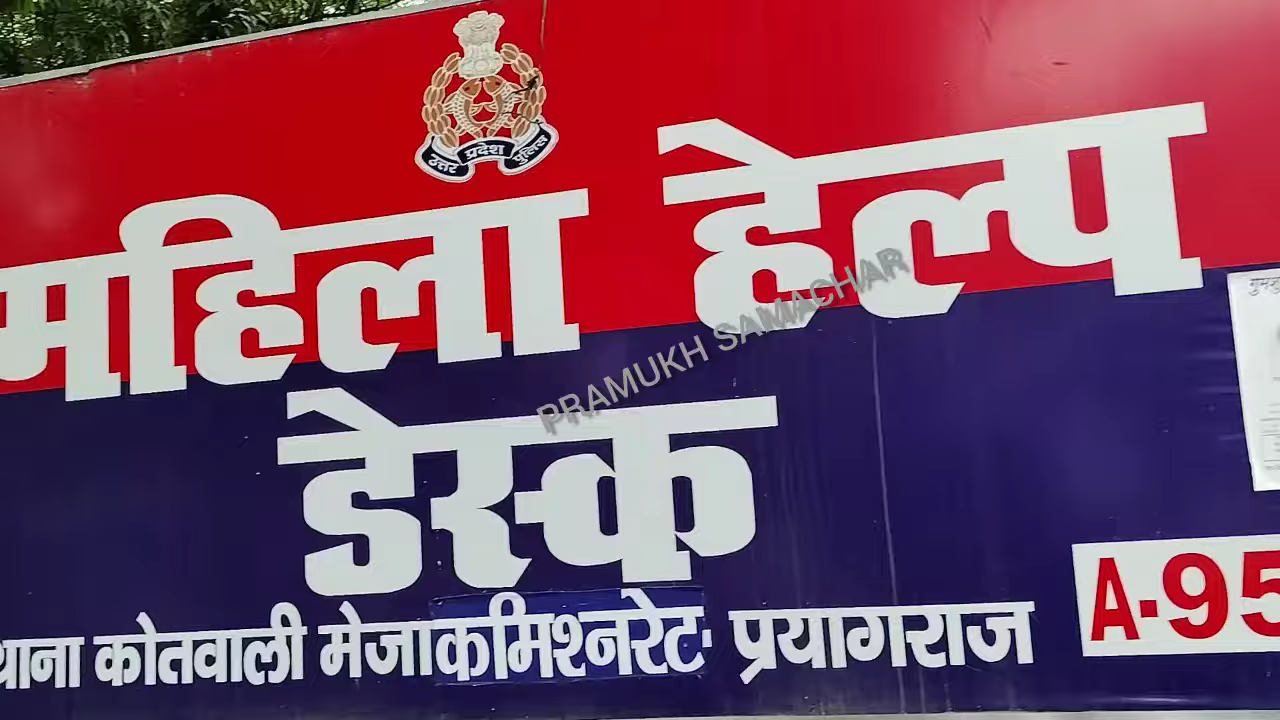 उत्तर प्रदेश पुलिस
महिला हेल्प
डेस्क
PRAMUKH SAMACHAR
थाना कोतवाली मेजा कमिश्नरेट प्रयागराज
A-95